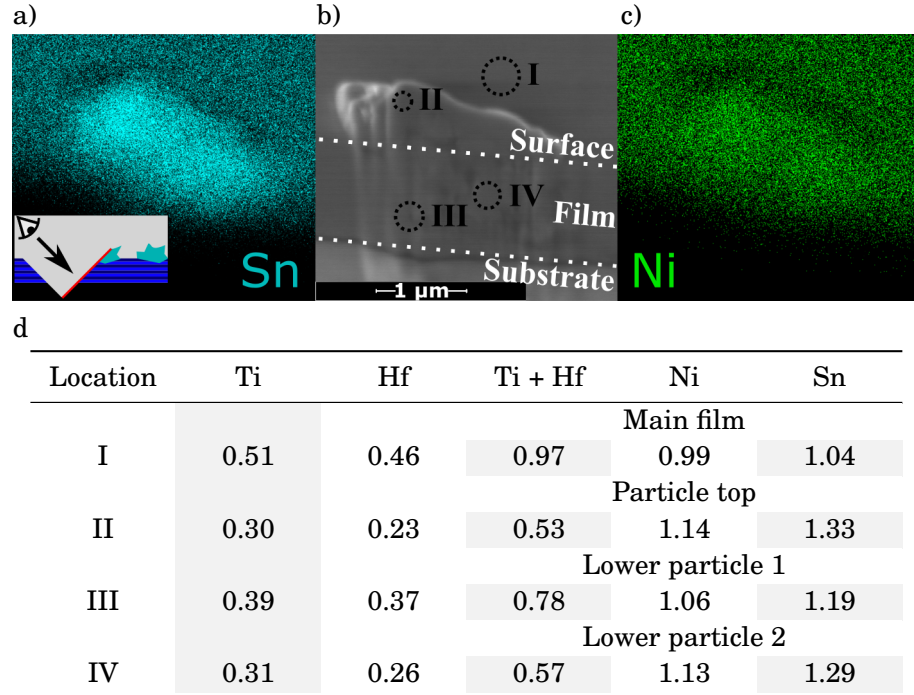 a)
b)
c)
I
II
Surface
IV
III
Film
Substrate
1 µm
Sn
Ni
d
Location Ti Hf Ti + Hf Ni Sn
Main film
I 0.51 0.46 0.97 0.99 1.04
Particle top
II 0.30 0.23 0.53 1.14 1.33
Lower particle 1
III 0.39 0.37 0.78 1.06 1.19
Lower particle 2
IV 0.31 0.26 0.57 1.13 1.29